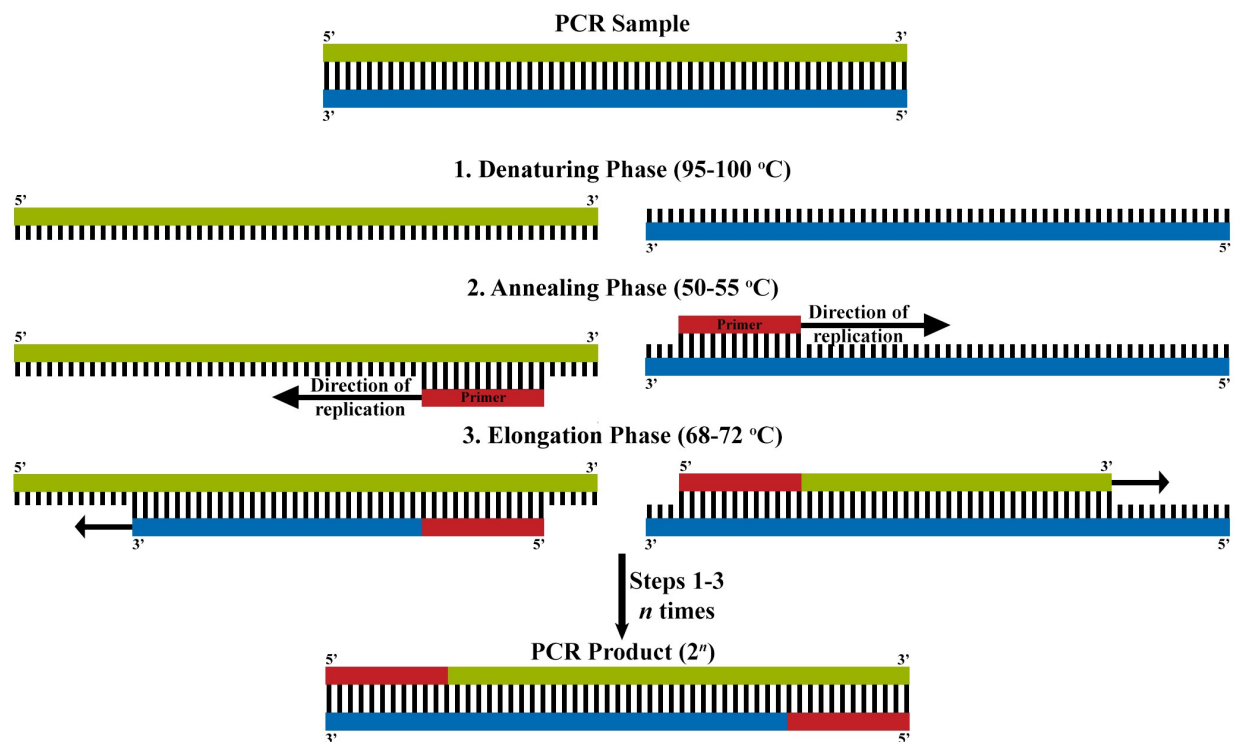 PCR Sample
5’ 3’
3’ 5’
1. Denaturing Phase (95-100 °C)
5’ 3’
3’ 5’
2. Annealing Phase (50-55 °C)
5’ 3’
Direction of
replication
Primer
Primer
Direction of
replication
3’ 5’
3. Elongation Phase (68-72 °C)
5’ 3’
3’ 5’
5’ 3’
3’ 5’
Steps 1-3
n times
PCR Product (2ⁿ)
5’ 3’
3’ 5’